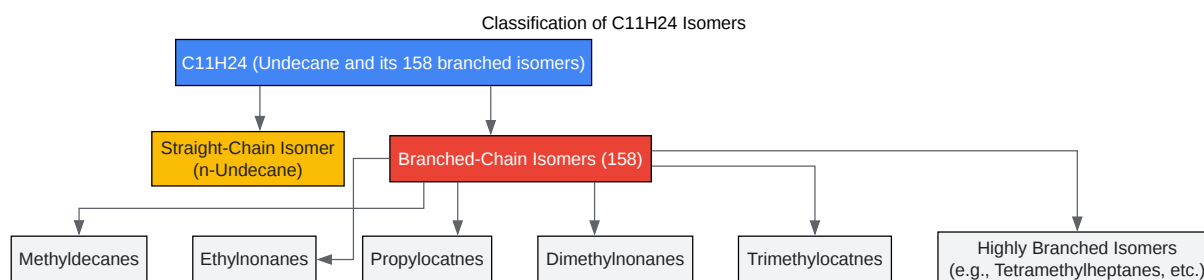 Classification of C11H24 Isomers
C11H24 (Undecane and its 158 branched isomers)
Straight-Chain Isomer
(n-Undecane)
Branched-Chain Isomers (158)
Methyldecanes
Ethylnonanes
Propylocatnes
Dimethylnonanes
Trimethylocatnes
Highly Branched Isomers
(e.g., Tetramethylheptanes, etc.)